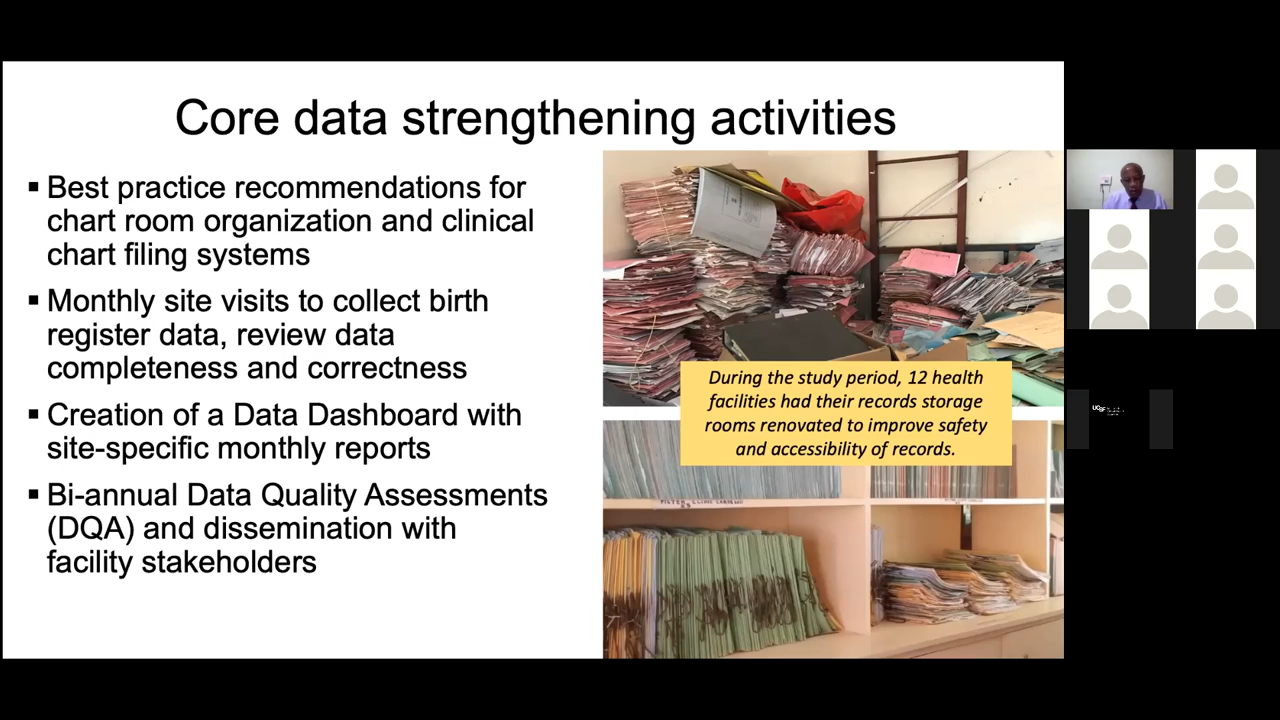 Core data strengthening activities
▪ Best practice recommendations for
chart room organization and clinical
chart filing systems
▪ Monthly site visits to collect birth
register data, review data
completeness and correctness
▪ Creation of a Data Dashboard with
site-specific monthly reports
▪ Bi-annual Data Quality Assessments
(DQA) and dissemination with
facility stakeholders
During the study period, 12 health
facilities had their records storage
rooms renovated to improve safety
and accessibility of records.
UCSF